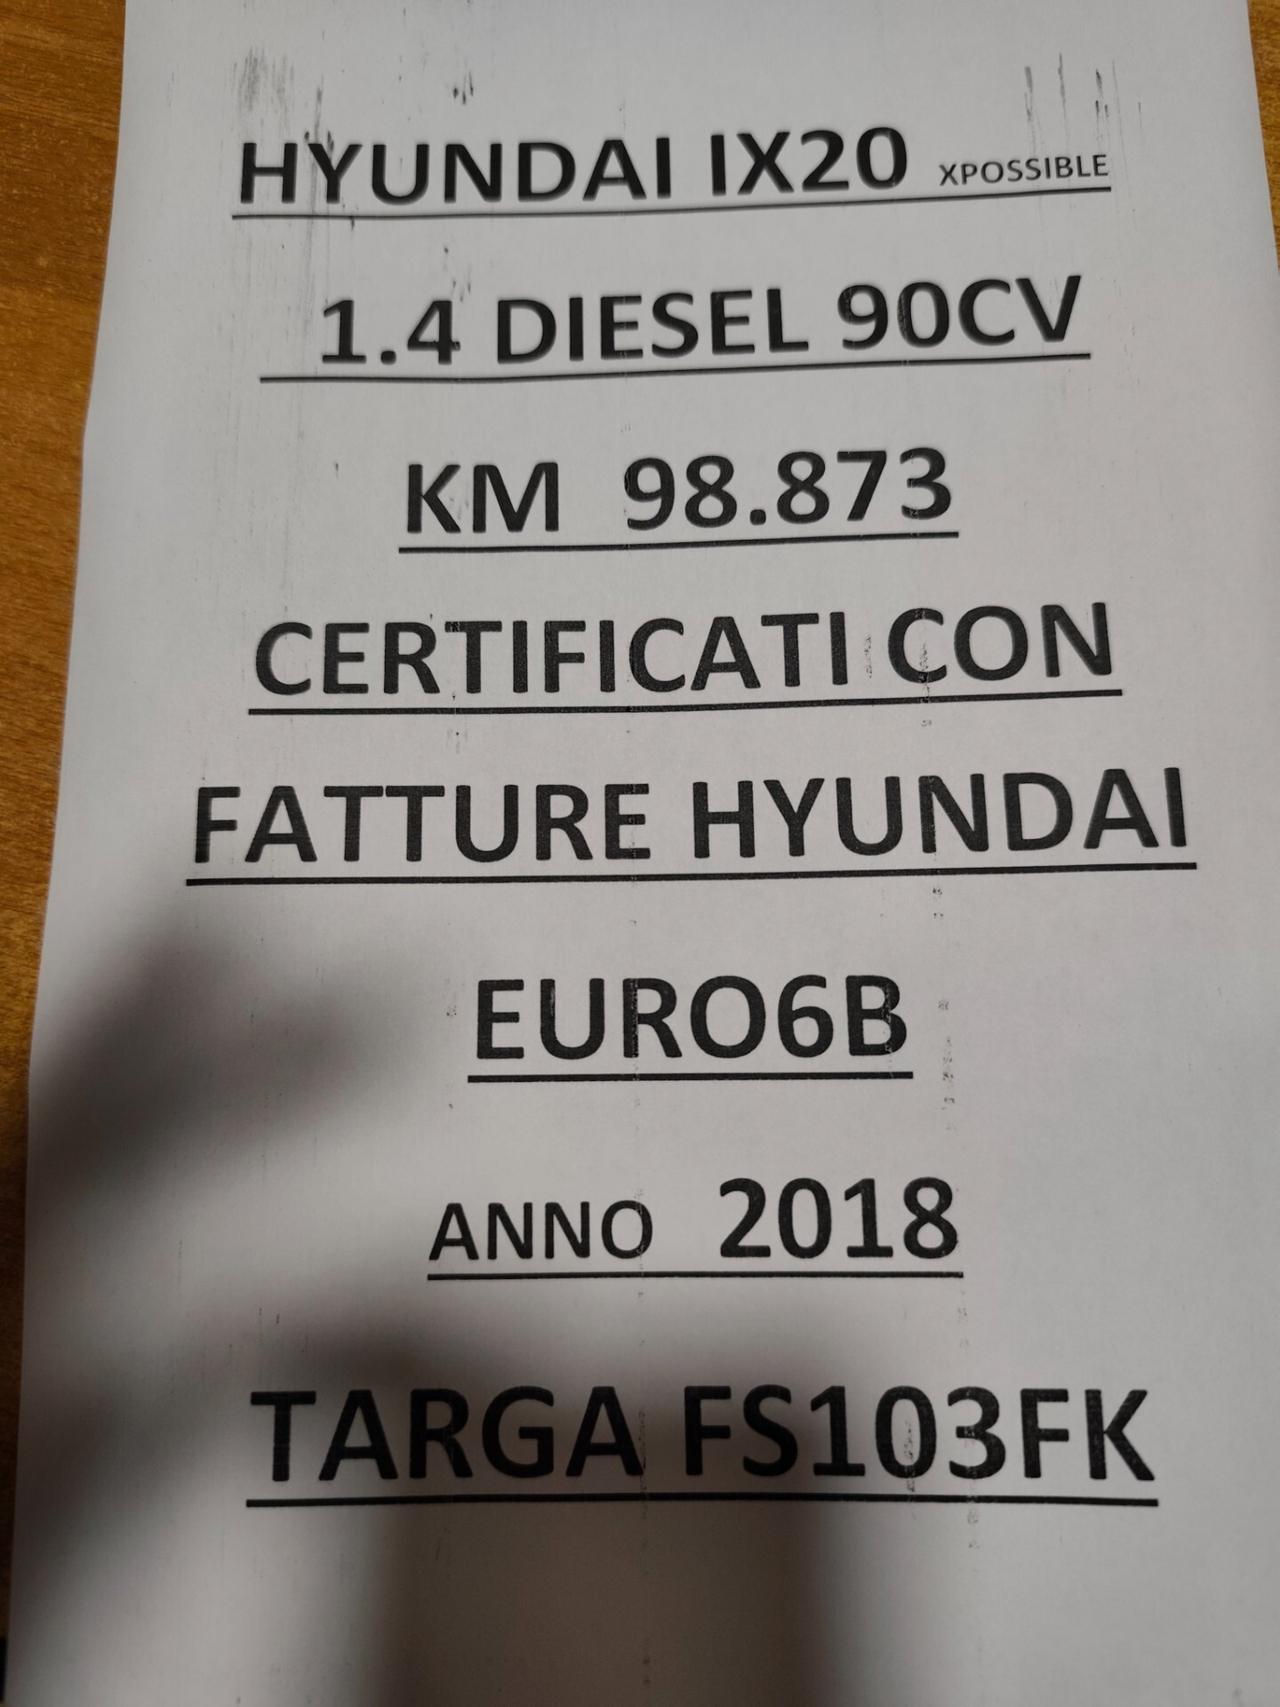 HYUNDAI IX20 XPOSSIBLE
1.4 DIESEL 90CV
KM 98.873
CERTIFICATI CON
FATTURE HYUNDAI
EURO6B
ANNO 2018
TARGA FS103FK